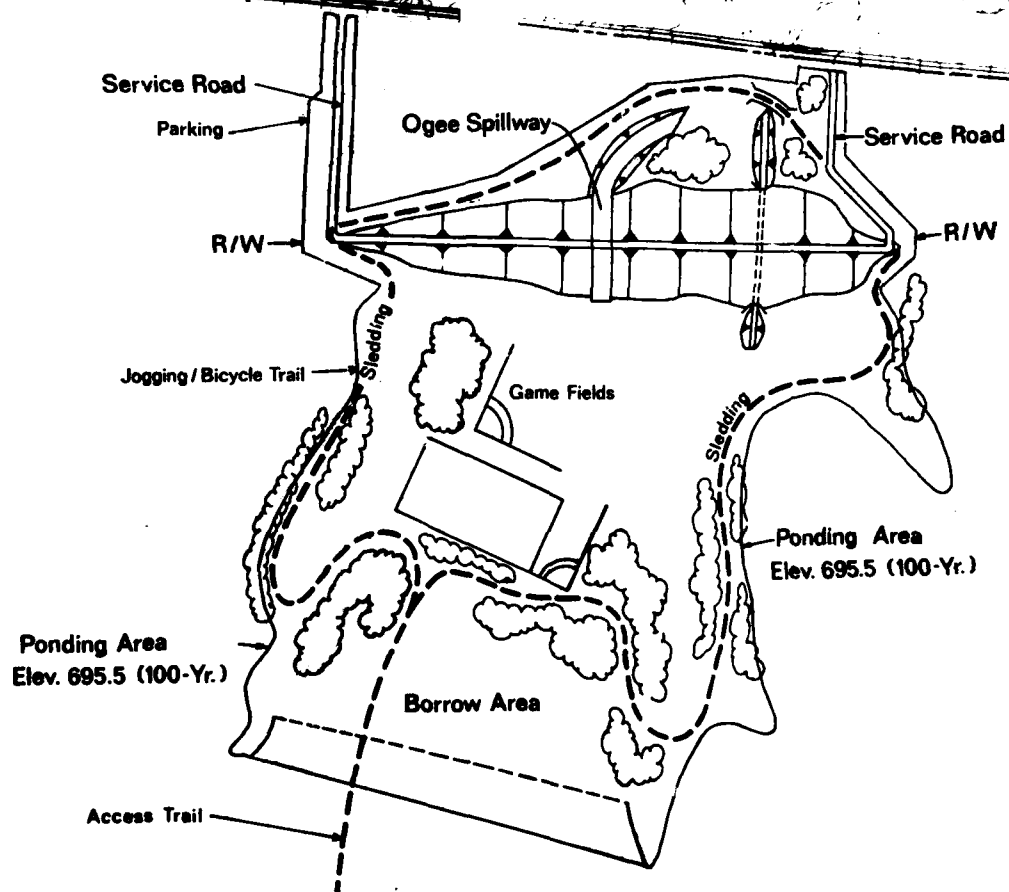 Service Road
Parking
Ogee Spillway
Service Road
R/W
R/W
Sledding
Jogging / Bicycle Trail
Game Fields
Sledding
Ponding Area
Elev. 695.5 (100-Yr.)
Ponding Area
Elev. 695.5 (100-Yr.)
Borrow Area
Access Trail